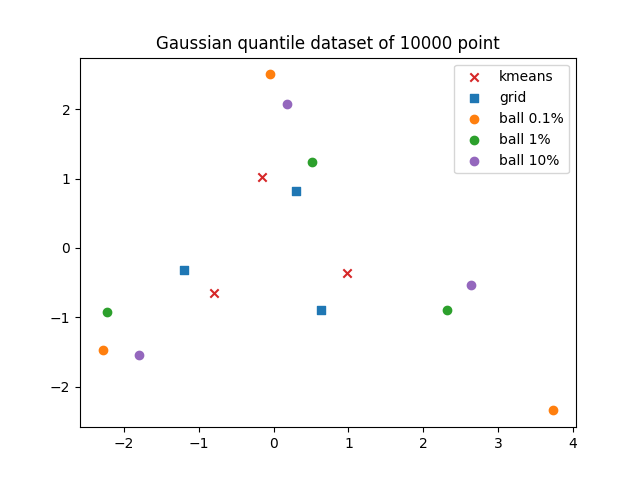 Gaussian quantile dataset of 10000 point
kmeans
grid
ball 0.1%
ball 1%
ball 10%
2
1
0
−1
−2
−2
−1
0
1
2
3
4